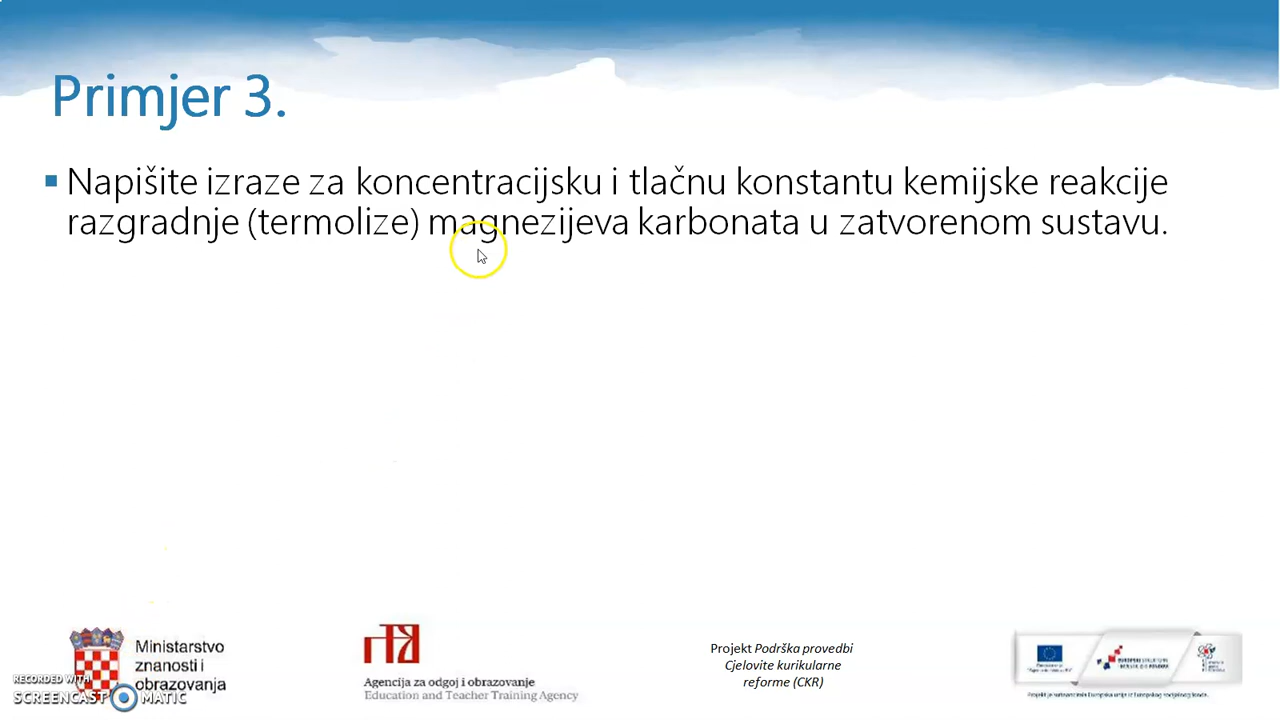 Primjer 3.
Napišite izraze za koncentracijsku i tlačnu konstantu kemijske reakcije
razgradnje (termolize) magnezijeva karbonata u zatvorenom sustavu.
Ministarstvo
znanosti i
obrazovanja
RECORDED WITH
SCREENCAST MATIC
Agencija za odgoj i obrazovanje
Education and Teacher Training Agency
Projekt Podrška provedbi
Cjelovite kurikularne
reforme (CKR)